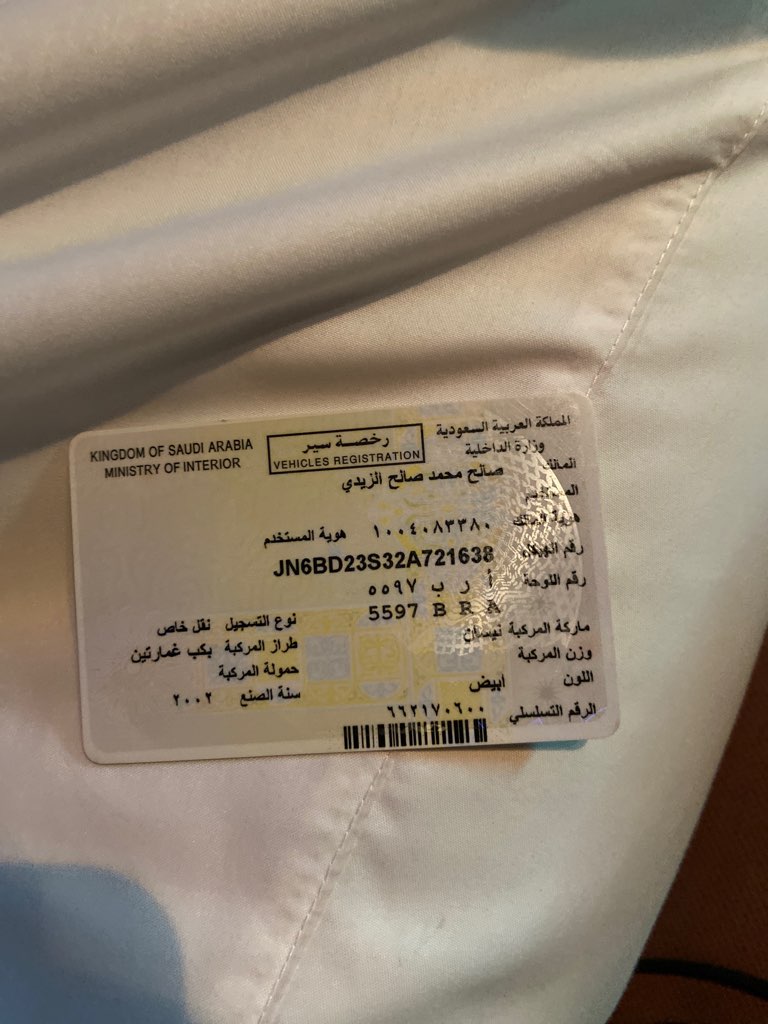 المملكة العربية السعودية
وزارة الداخلية
KINGDOM OF SAUDI ARABIA
MINISTRY OF INTERIOR
رخصة سير
VEHICLES REGISTRATION
المالك صالح محمد صالح الزيدي
المستخدم
هوية المالك ١٠٠٤٠٨٣٣٨٠ هوية المستخدم
رقم الهيكل JN6BD23S32A721638
رقم اللوحة أ ر ب ٥٥٩٧
5597 B R A
ماركة المركبة نيسان نوع التسجيل نقل خاص
وزن المركبة طراز المركبة بكب غمارتين
حمولة المركبة
اللون ابيض سنة الصنع ٢٠٠٢
الرقم التسلسلي ٦٦٢١٧٠٦٠٠